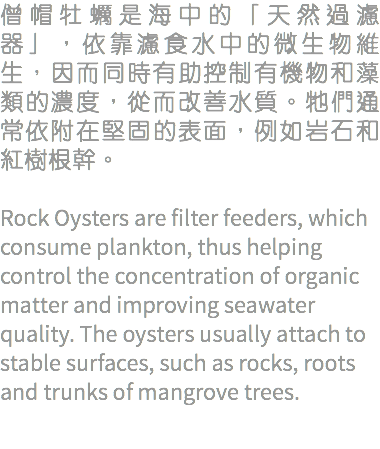 僧帽牡蠣是海中的「天然過濾
器」，依靠濾食水中的微生物維
生，因而同時有助控制有機物和藻
類的濃度，從而改善水質。牠們通
常依附在堅固的表面，例如岩石和
紅樹根幹。
Rock Oysters are filter feeders, which
consume plankton, thus helping
control the concentration of organic
matter and improving seawater
quality. The oysters usually attach to
stable surfaces, such as rocks, roots
and trunks of mangrove trees.